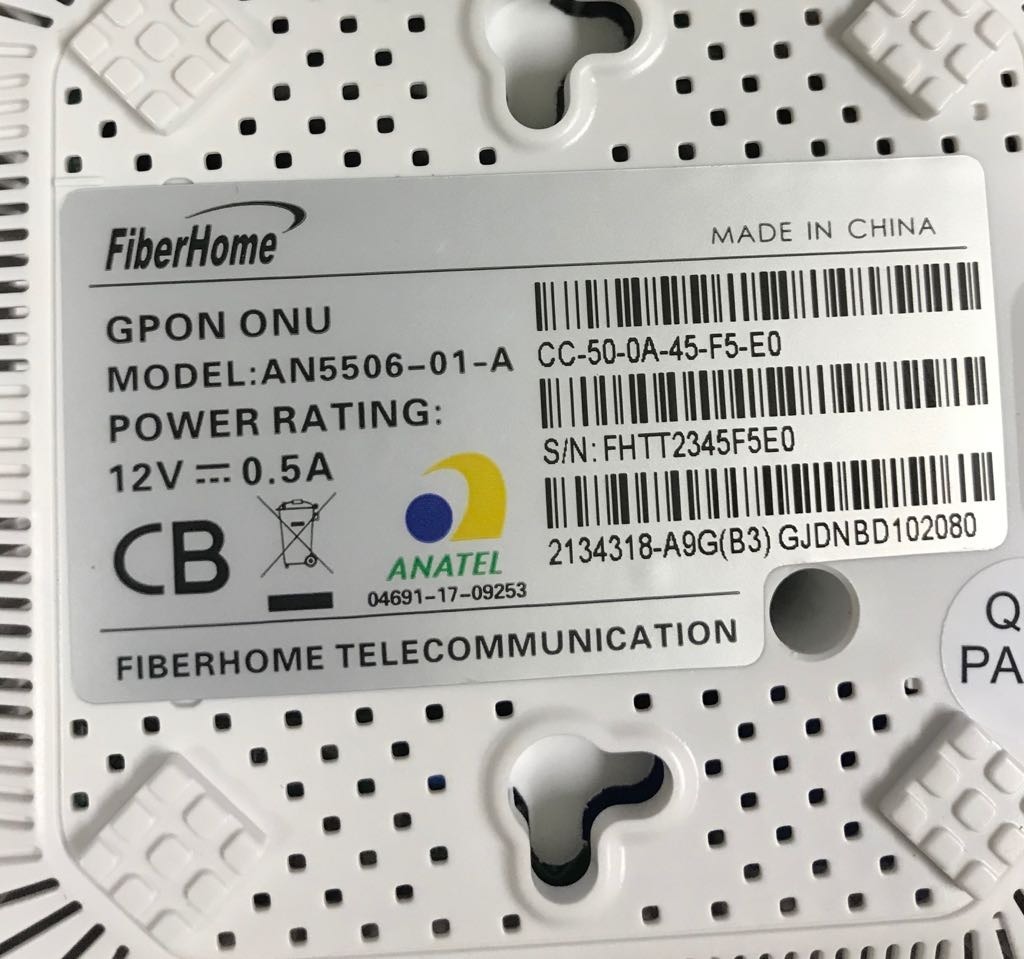 FiberHome
MADE IN CHINA
GPON ONU
MODEL:AN5506-01-A
POWER RATING:
12V 0.5A
CC-50-0A-45-F5-E0
S/N: FHTT2345F5E0
2134318-A9G(B3) GJDNBD102080
CB
ANATEL
04691-17-09253
FIBERHOME TELECOMMUNICATION
Q
PA